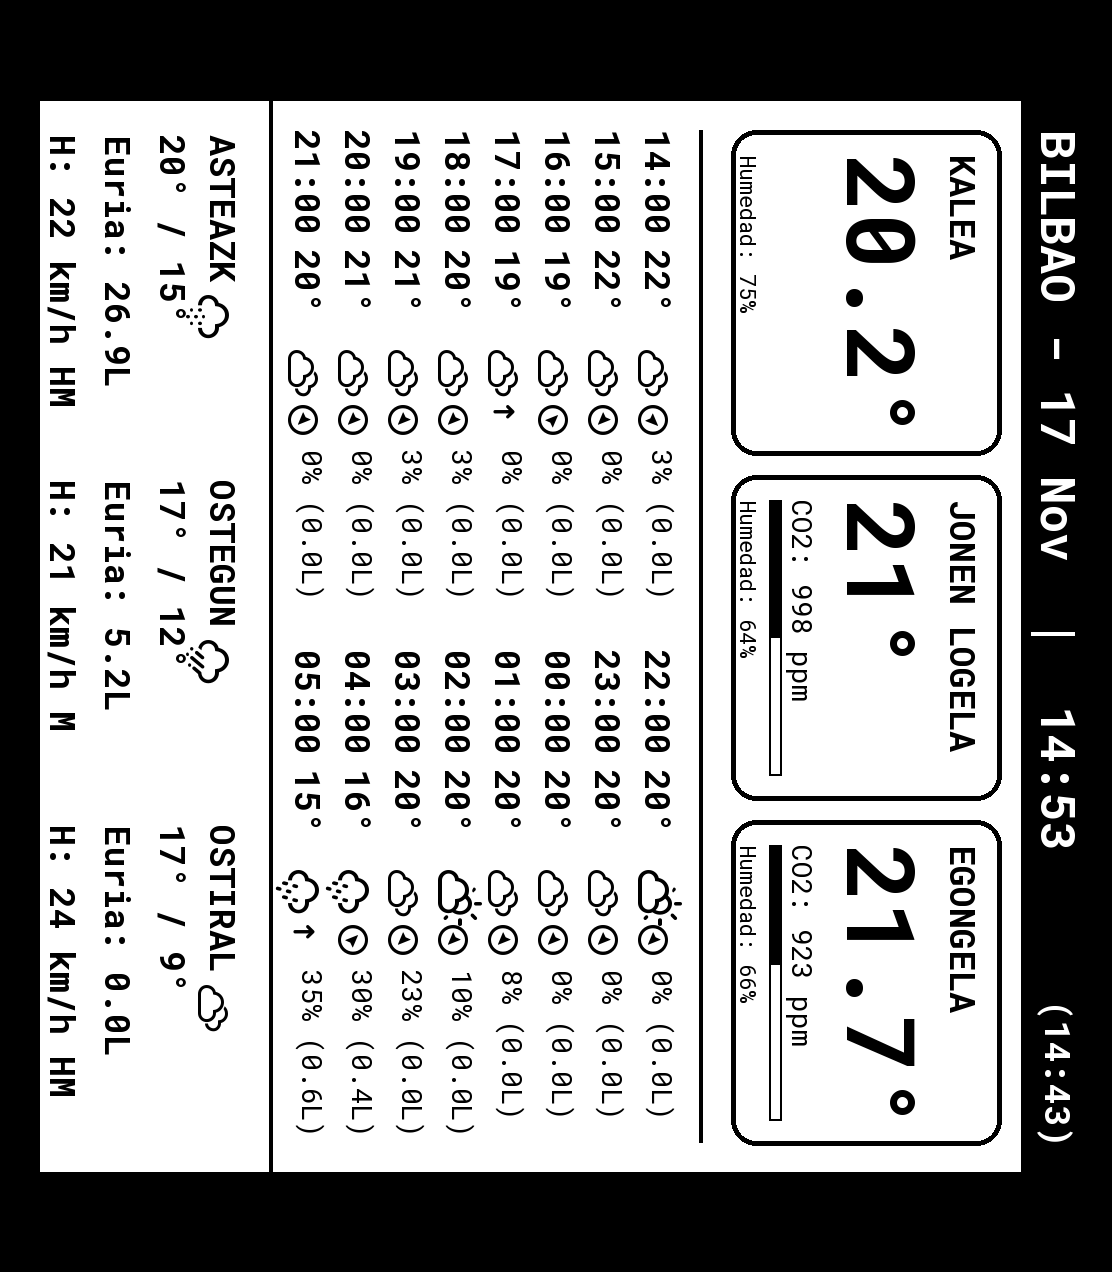 BILBAO - 17 Nov | 14:53 (14:43)
KALEA
20.2°
Humedad: 75%
JONEN LOGELA
21°
CO2: 998 ppm
Humedad: 64%
EGONGELA
21.7°
CO2: 923 ppm
Humedad: 66%
14:00 22° 3% (0.0L)
15:00 22° 0% (0.0L)
16:00 19° 0% (0.0L)
17:00 19° 0% (0.0L)
18:00 20° 3% (0.0L)
19:00 21° 3% (0.0L)
20:00 21° 0% (0.0L)
21:00 20° 0% (0.0L)
22:00 20° 0% (0.0L)
23:00 20° 0% (0.0L)
00:00 20° 0% (0.0L)
01:00 20° 8% (0.0L)
02:00 20° 10% (0.0L)
03:00 20° 23% (0.0L)
04:00 16° 30% (0.4L)
05:00 15° 35% (0.6L)
ASTEAZK
20° / 15°
Euria: 26.9L
H: 22 km/h HM
OSTEGUN
17° / 12°
Euria: 5.2L
H: 21 km/h M
OSTIRAL
17° / 9°
Euria: 0.0L
H: 24 km/h HM